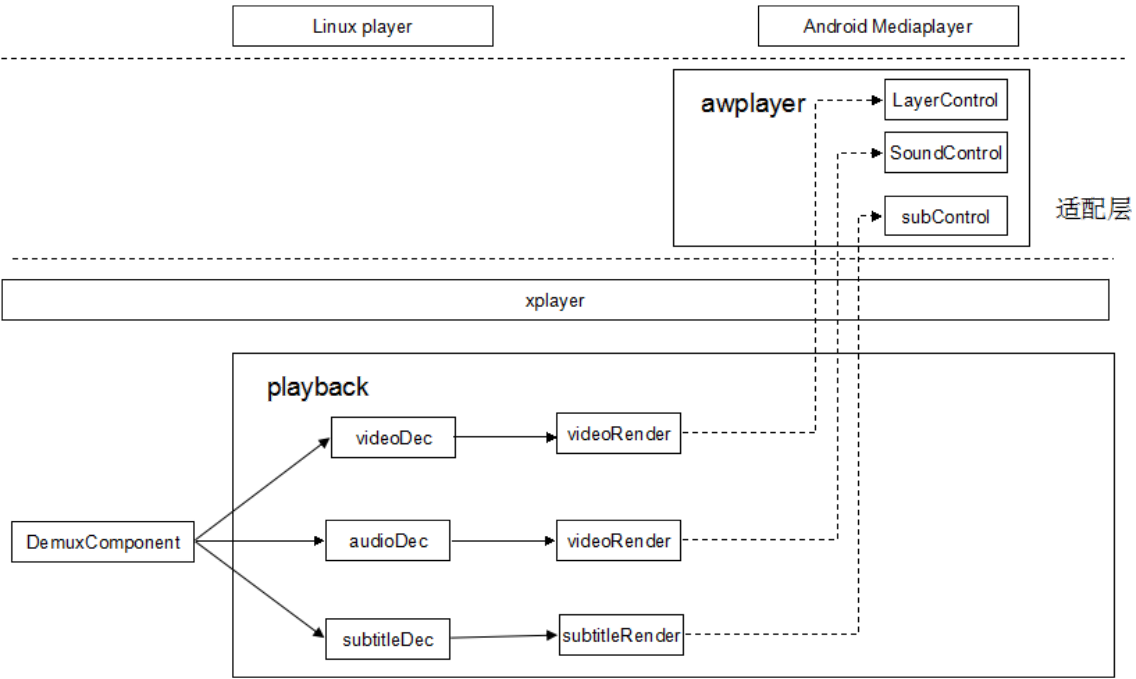 Linux player
Android Mediaplayer
awplayer
LayerControl
SoundControl
subControl
适配层
xplayer
playback
videoDec
videoRender
DemuxComponent
audioDec
videoRender
subtitleDec
subtitleRender